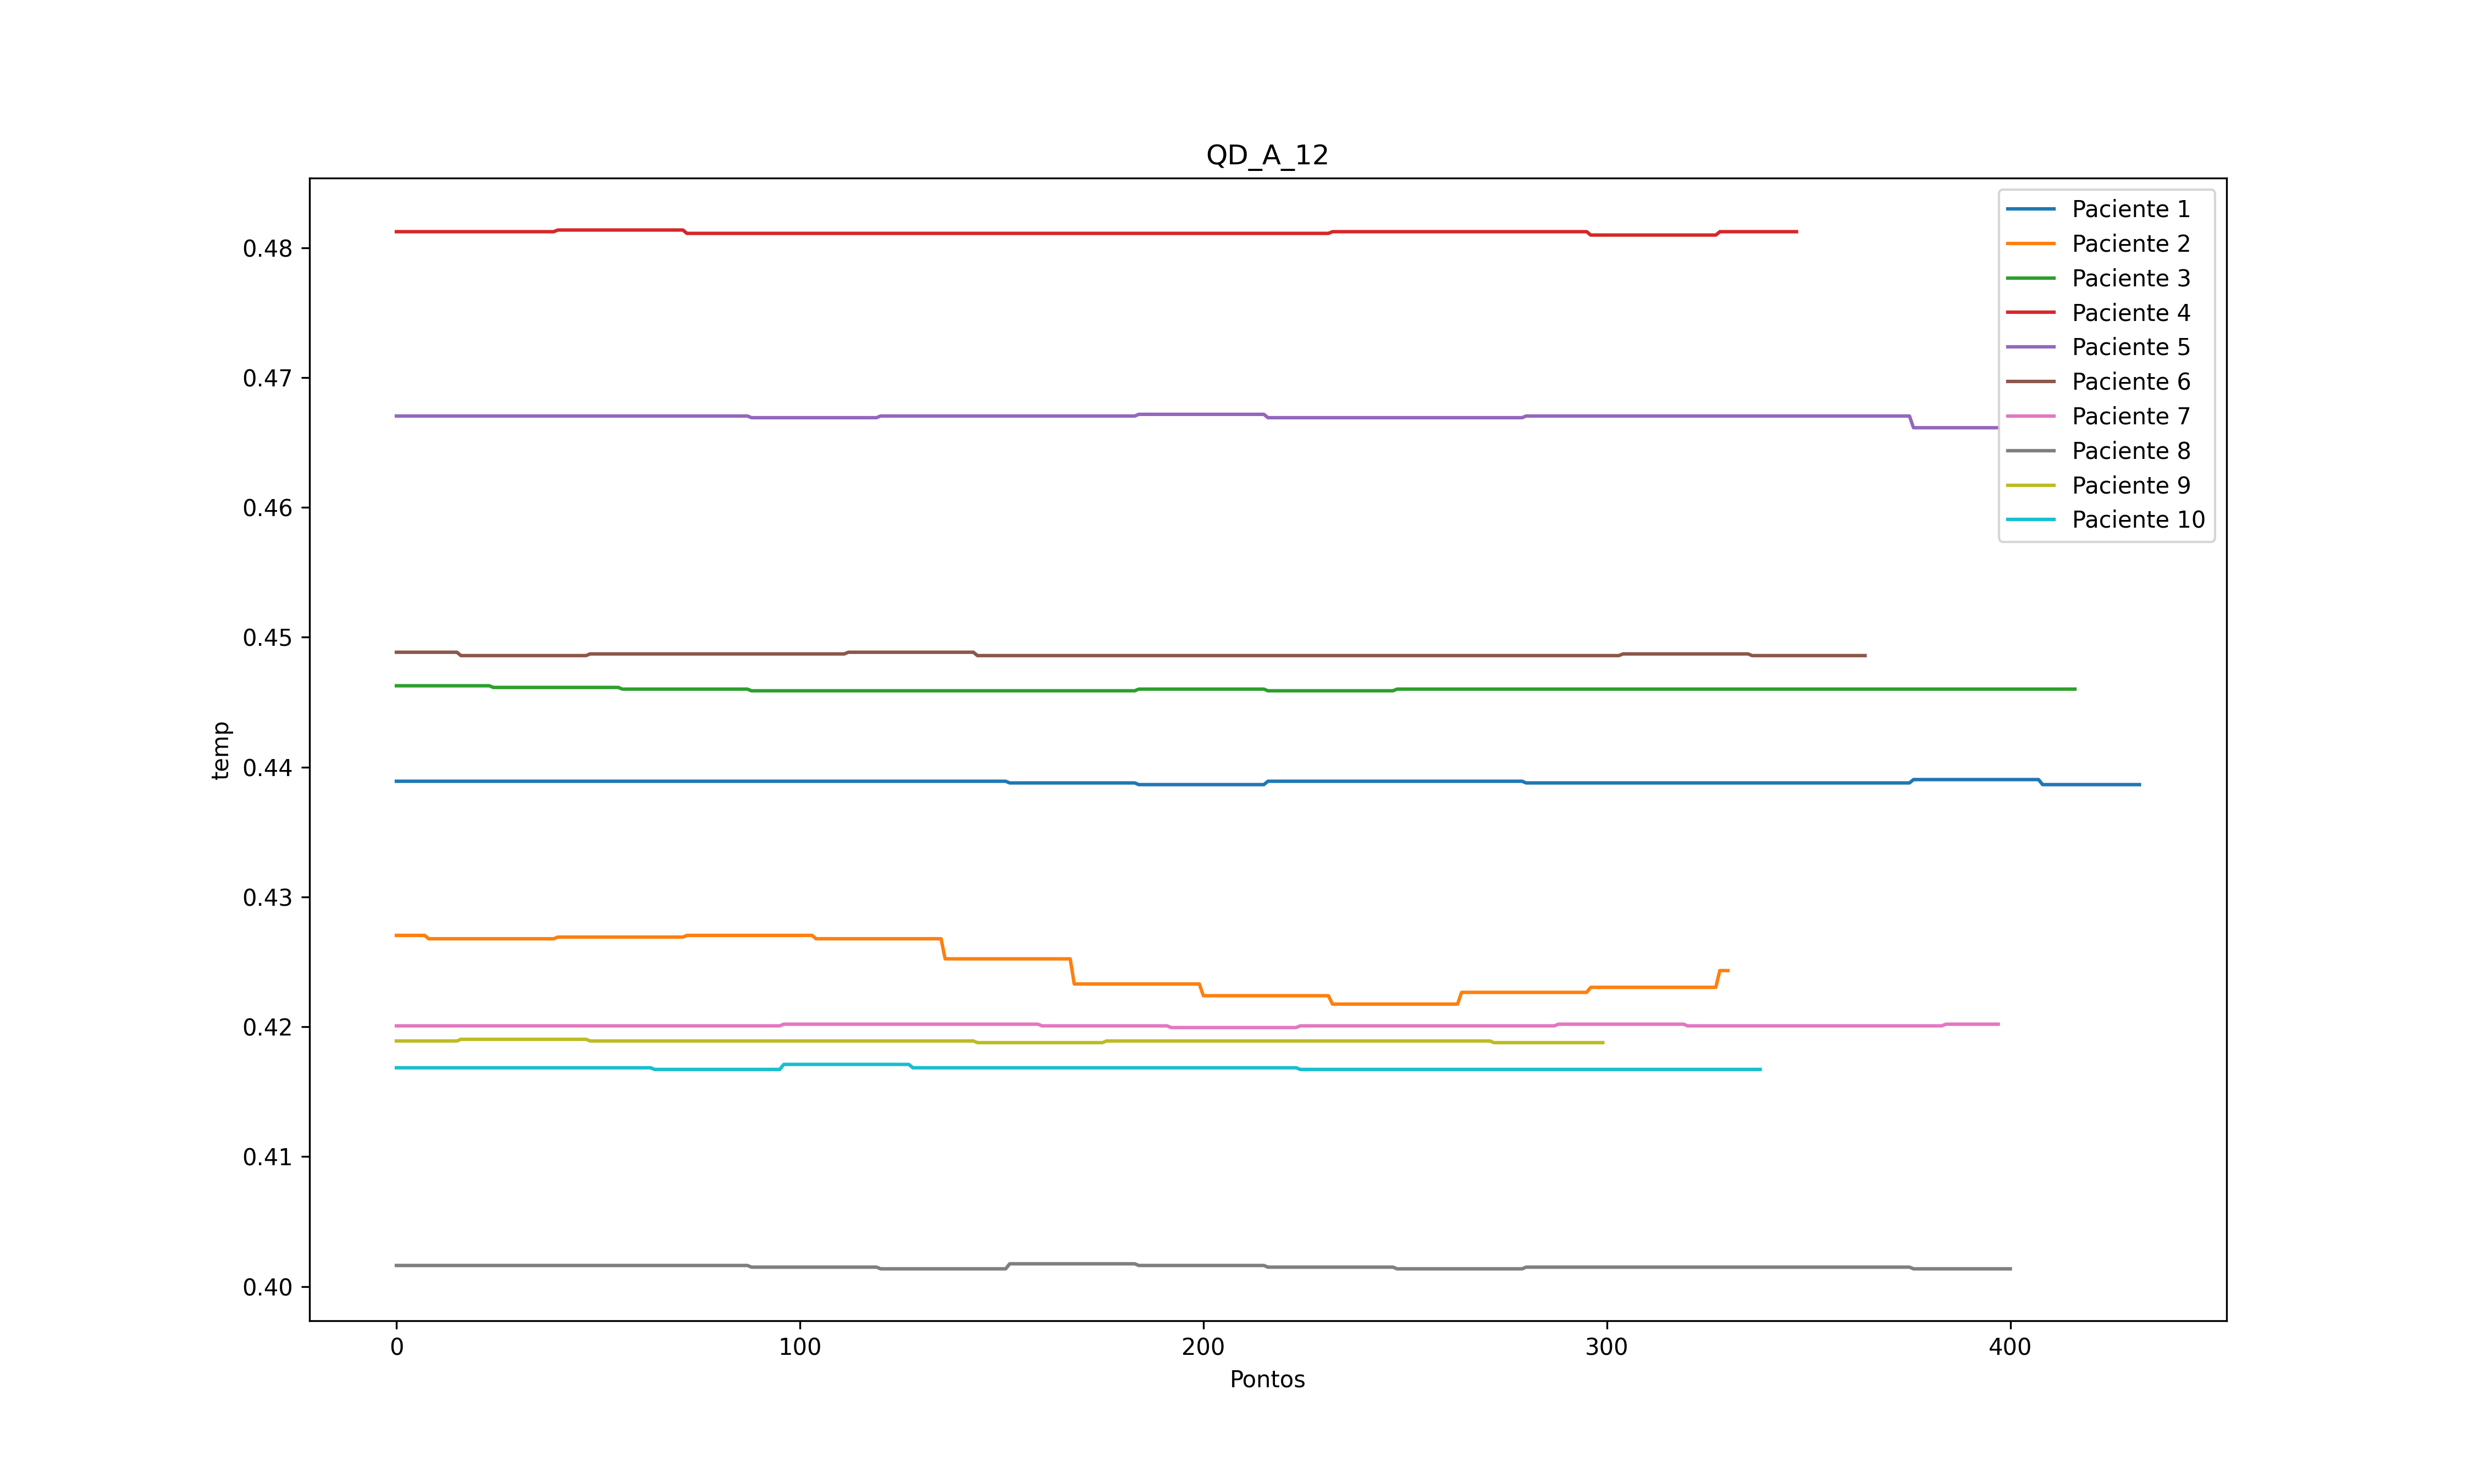 QD_A_12
Paciente 1
Paciente 2
Paciente 3
Paciente 4
Paciente 5
Paciente 6
Paciente 7
Paciente 8
Paciente 9
Paciente 10
0.48
0.47
0.46
0.45
0.44
0.43
0.42
0.41
0.40
temp
0 100 200 300 400
Pontos